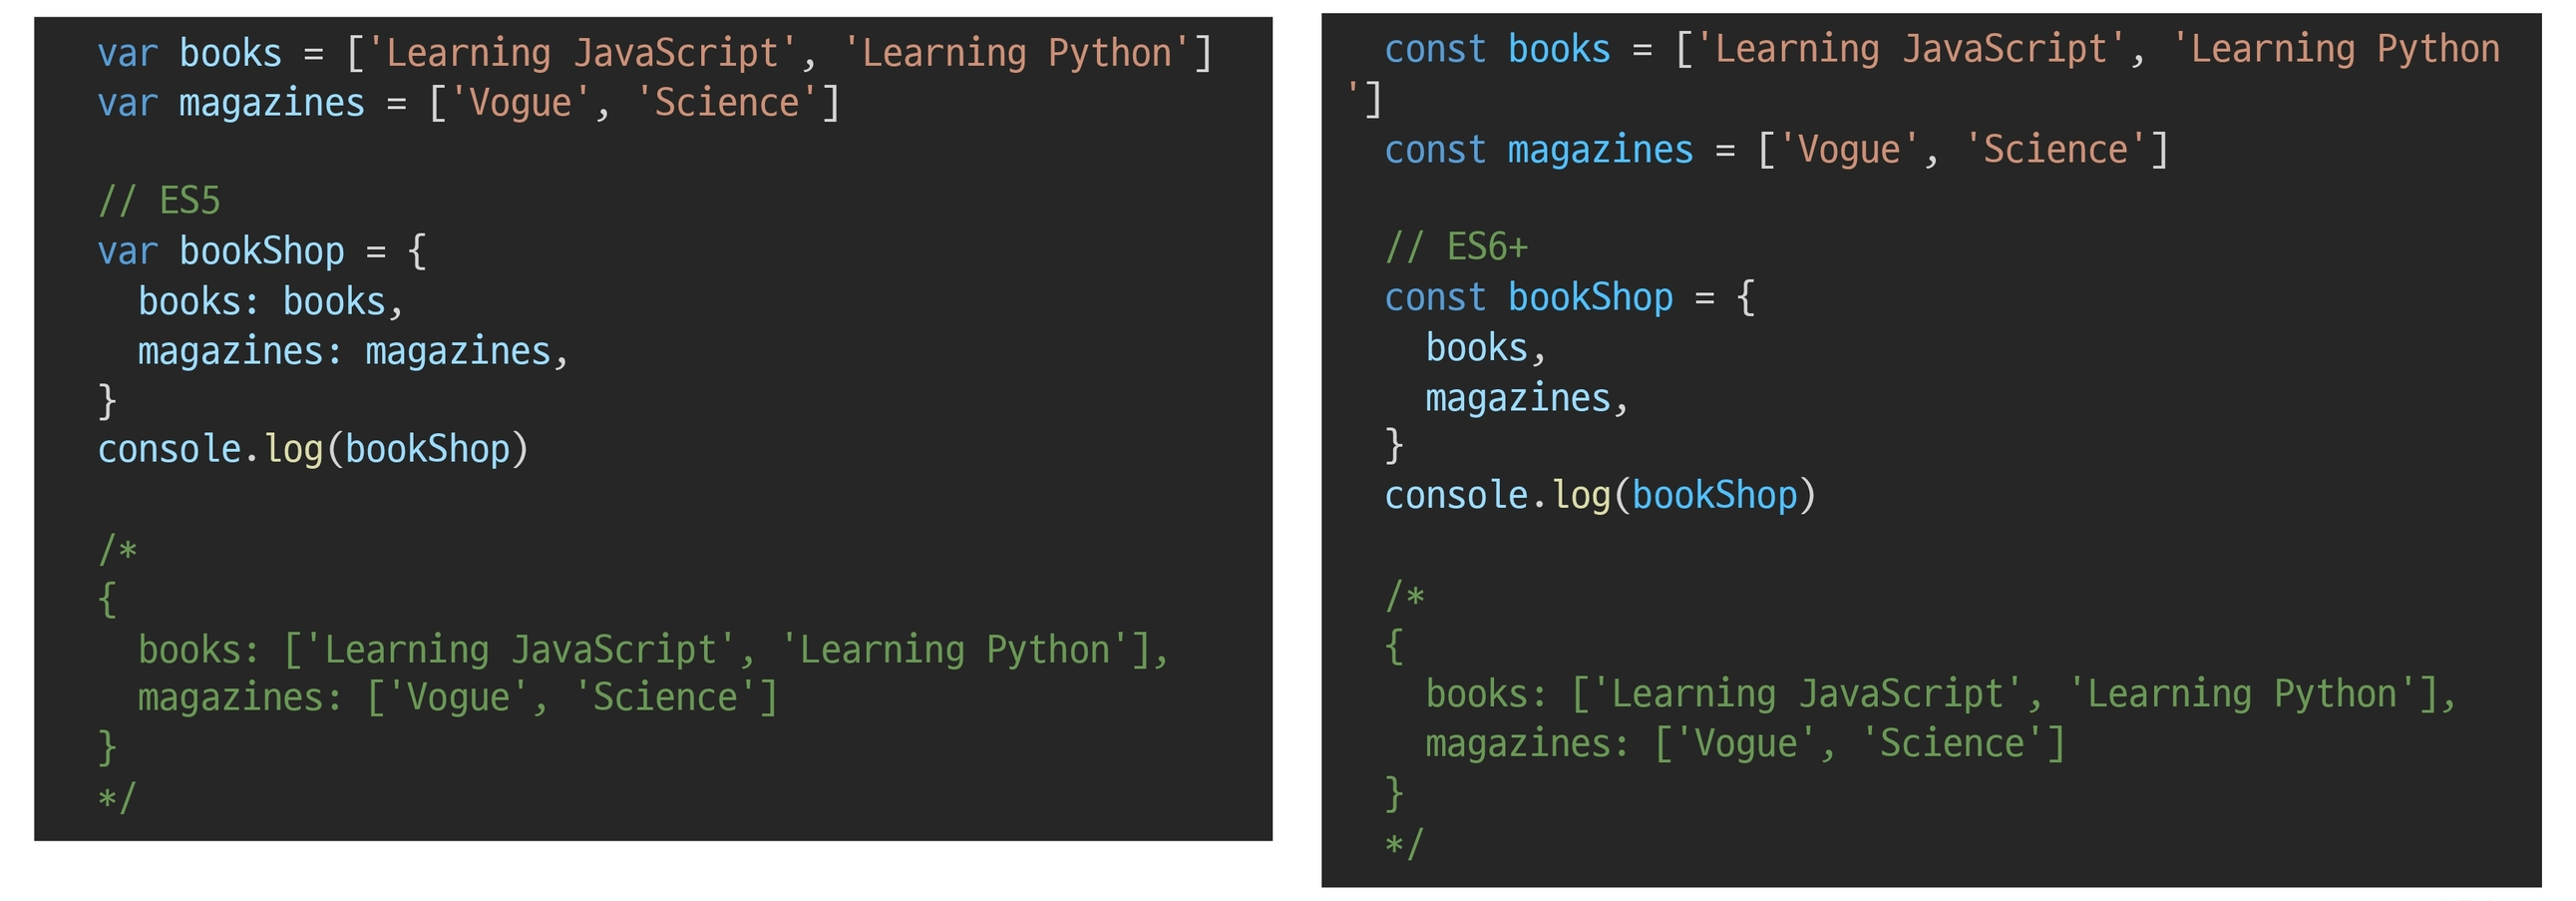 var books = ['Learning JavaScript', 'Learning Python']
var magazines = ['Vogue', 'Science']
// ES5
var bookShop = {
  books: books,
  magazines: magazines,
}
console.log(bookShop)
/*
{
  books: ['Learning JavaScript', 'Learning Python'],
  magazines: ['Vogue', 'Science']
}
*/
const books = ['Learning JavaScript', 'Learning Python
']
const magazines = ['Vogue', 'Science']
// ES6+
const bookShop = {
  books,
  magazines,
}
console.log(bookShop)
/*
{
  books: ['Learning JavaScript', 'Learning Python'],
  magazines: ['Vogue', 'Science']
}
*/